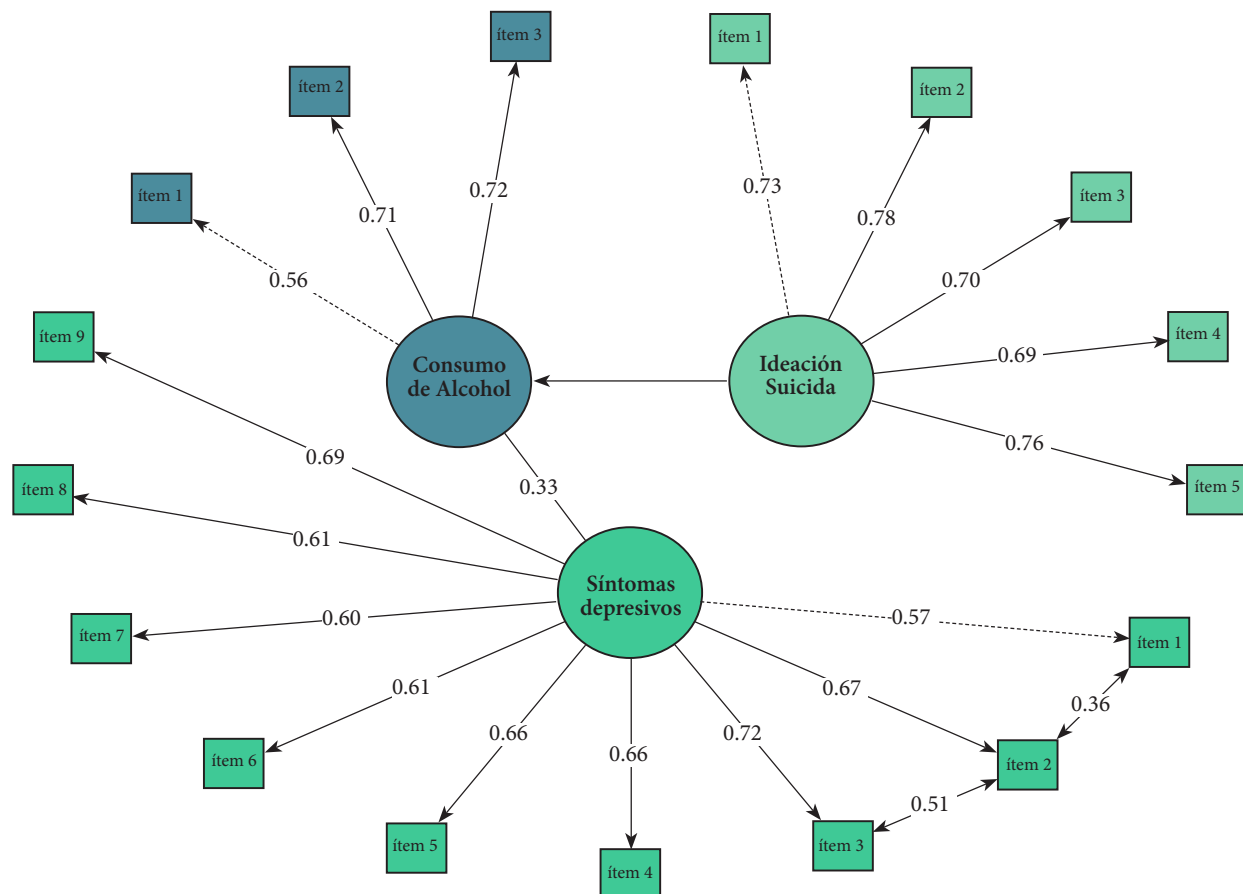 ítem 3
ítem 1
ítem 2
ítem 2
ítem 1
ítem 3
0.72
0.73
0.71
0.78
0.56
0.70
ítem 9
ítem 4
0.69
Consumo
de Alcohol
Ideación
Suicida
0.76
0.69
0.33
ítem 8
ítem 5
0.61
Síntomas
depresivos
0.60
0.57
ítem 7
ítem 1
0.61
0.67
0.36
0.66
0.66
0.72
ítem 6
ítem 2
0.51
ítem 5
ítem 4
ítem 3